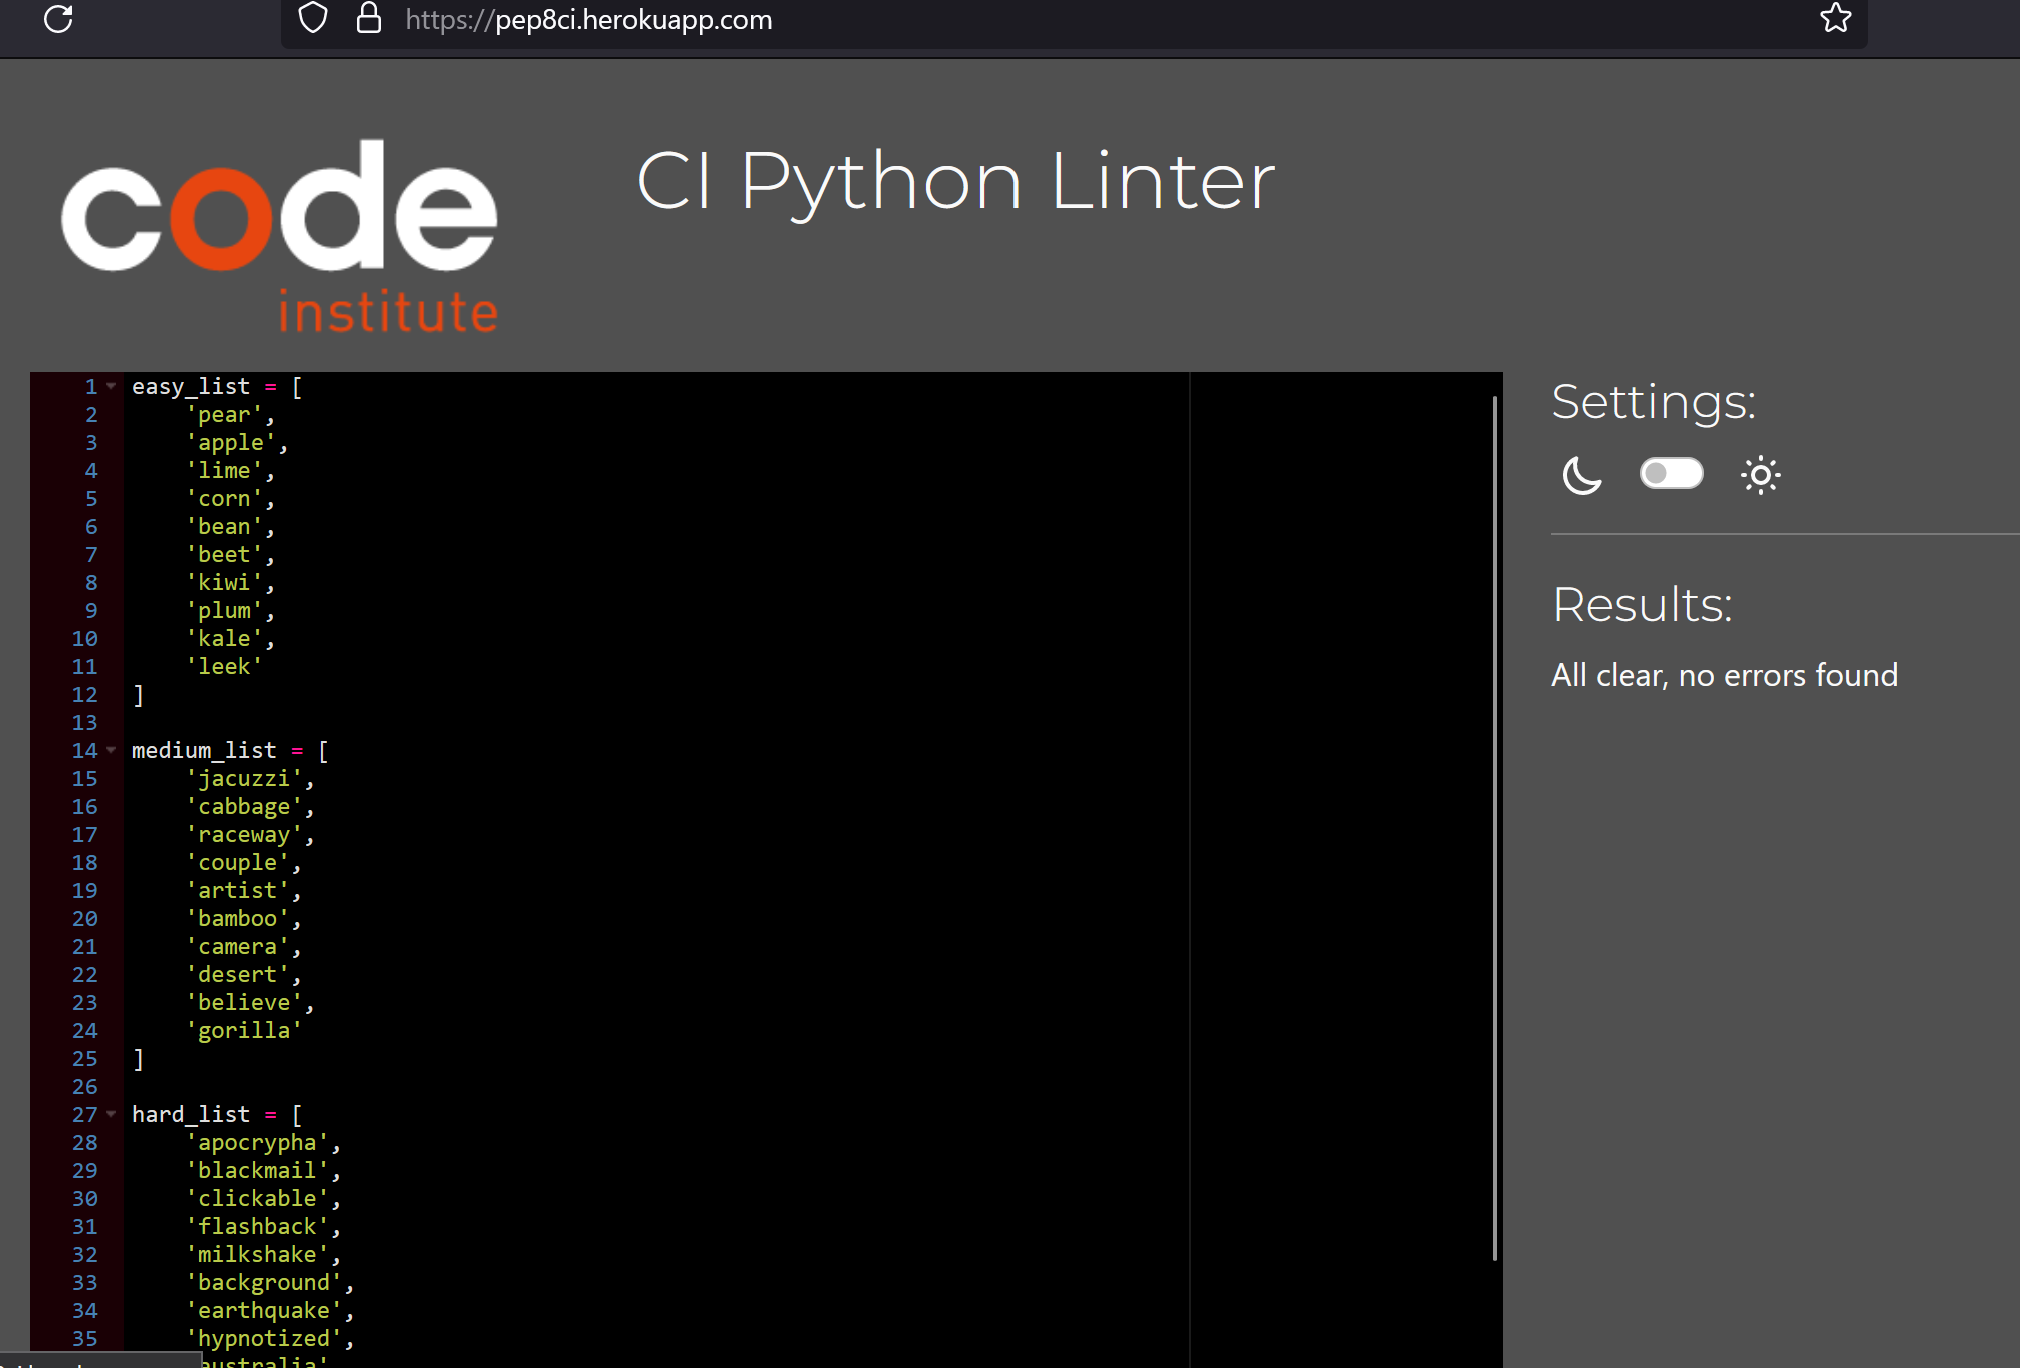 https://pep8ci.herokuapp.com
code
institute
CI Python Linter
1 easy_list = [
2 'pear',
3 'apple',
4 'lime',
5 'corn',
6 'bean',
7 'beet',
8 'kiwi',
9 'plum',
10 'kale',
11 'leek'
12 ]
13
14 medium_list = [
15 'jacuzzi',
16 'cabbage',
17 'raceway',
18 'couple',
19 'artist',
20 'bamboo',
21 'camera',
22 'desert',
23 'believe',
24 'gorilla'
25 ]
26
27 hard_list = [
28 'apocrypha',
29 'blackmail',
30 'clickable',
31 'flashback',
32 'milkshake',
33 'background',
34 'earthquake',
35 'hypnotized',
australia'
Settings:
Results:
All clear, no errors found